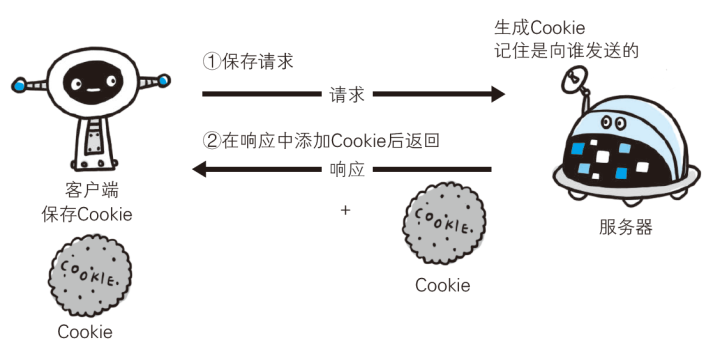 生成Cookie
记住是向谁发送的
①保存请求
请求
②在响应中添加Cookie后返回
响应
客户端
保存Cookie
+
COOKIE.
Cookie
服务器
COOKIE.
Cookie